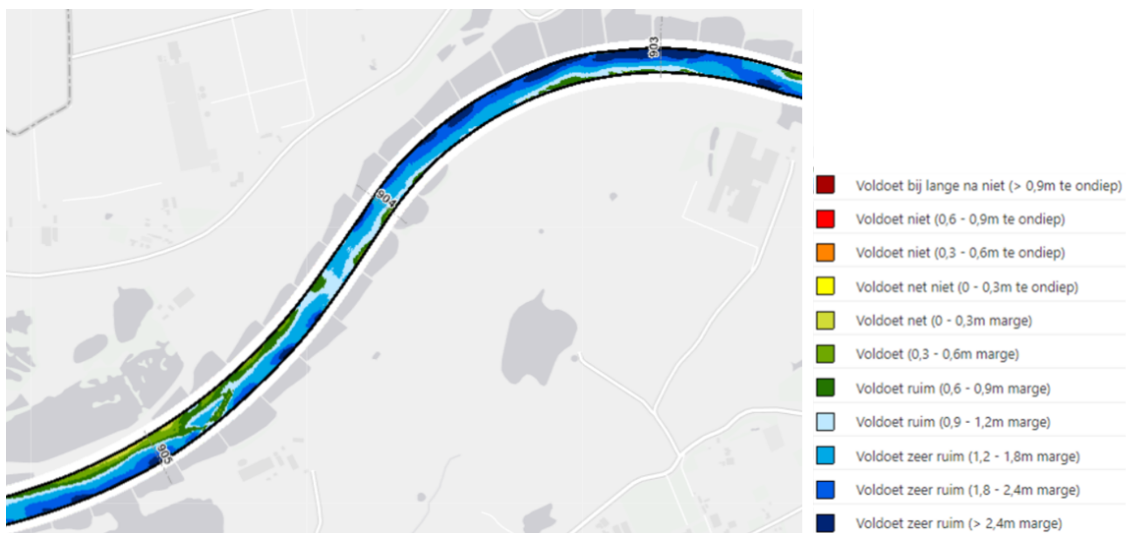 903
904
905
Voldoet bij lange na niet (> 0,9m te ondiep)
Voldoet niet (0,6 - 0,9m te ondiep)
Voldoet niet (0,3 - 0,6m te ondiep)
Voldoet net niet (0 - 0,3m te ondiep)
Voldoet net (0 - 0,3m marge)
Voldoet (0,3 - 0,6m marge)
Voldoet ruim (0,6 - 0,9m marge)
Voldoet ruim (0,9 - 1,2m marge)
Voldoet zeer ruim (1,2 - 1,8m marge)
Voldoet zeer ruim (1,8 - 2,4m marge)
Voldoet zeer ruim (> 2,4m marge)